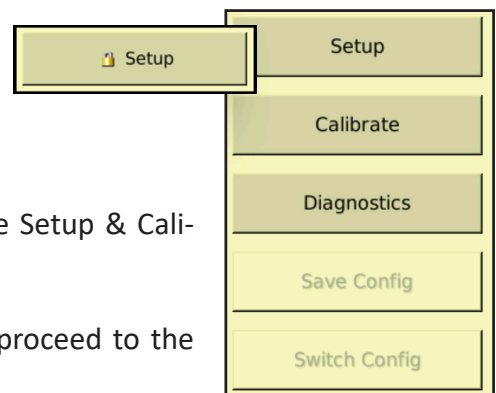 Setup
Setup
Calibrate
Diagnostics
e Setup & Cali-
Save Config
proceed to the
Switch Config